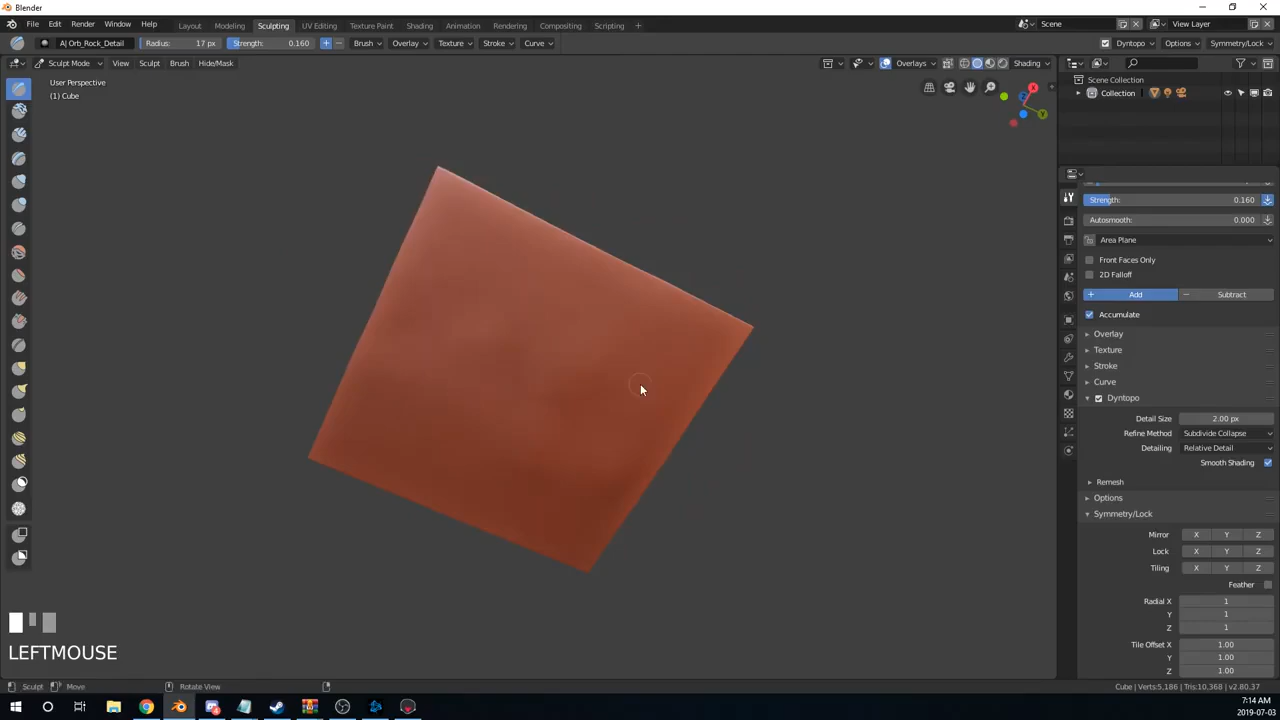 Blender
File Edit Render Window Help
Layout Modeling Sculpting UV Editing Texture Paint Shading Animation Rendering Compositing Scripting +
Scene
View Layer
A| Orb_Rock_Detail Radius: 17 px Strength: 0.160 Brush Overlay Texture Stroke Curve
Dyntopo Options Symmetry/Lock
Sculpt Mode View Sculpt Brush Hide/Mask
Overlays Shading
User Perspective
(1) Cube
X
Y
Scene Collection
Collection
Strength: 0.160
Autosmooth: 0.000
Area Plane
Front Faces Only
2D Falloff
Add Subtract
Accumulate
Overlay
Texture
Stroke
Curve
Dyntopo
Detail Size 2.00 px
Refine Method Subdivide Collapse
Detailing Relative Detail
Smooth Shading
Remesh
Options
Symmetry/Lock
Mirror X Y Z
Lock X Y Z
Tiling X Y Z
Feather
Radial X 1
Y 1
Z 1
Tile Offset X 1.00
Y 1.00
Z 1.00
LEFTMOUSE
Sculpt Move Rotate View
Cube | Verts:5,186 | Tris:10,368 | v2.80.37
7:14 AM
2019-07-03